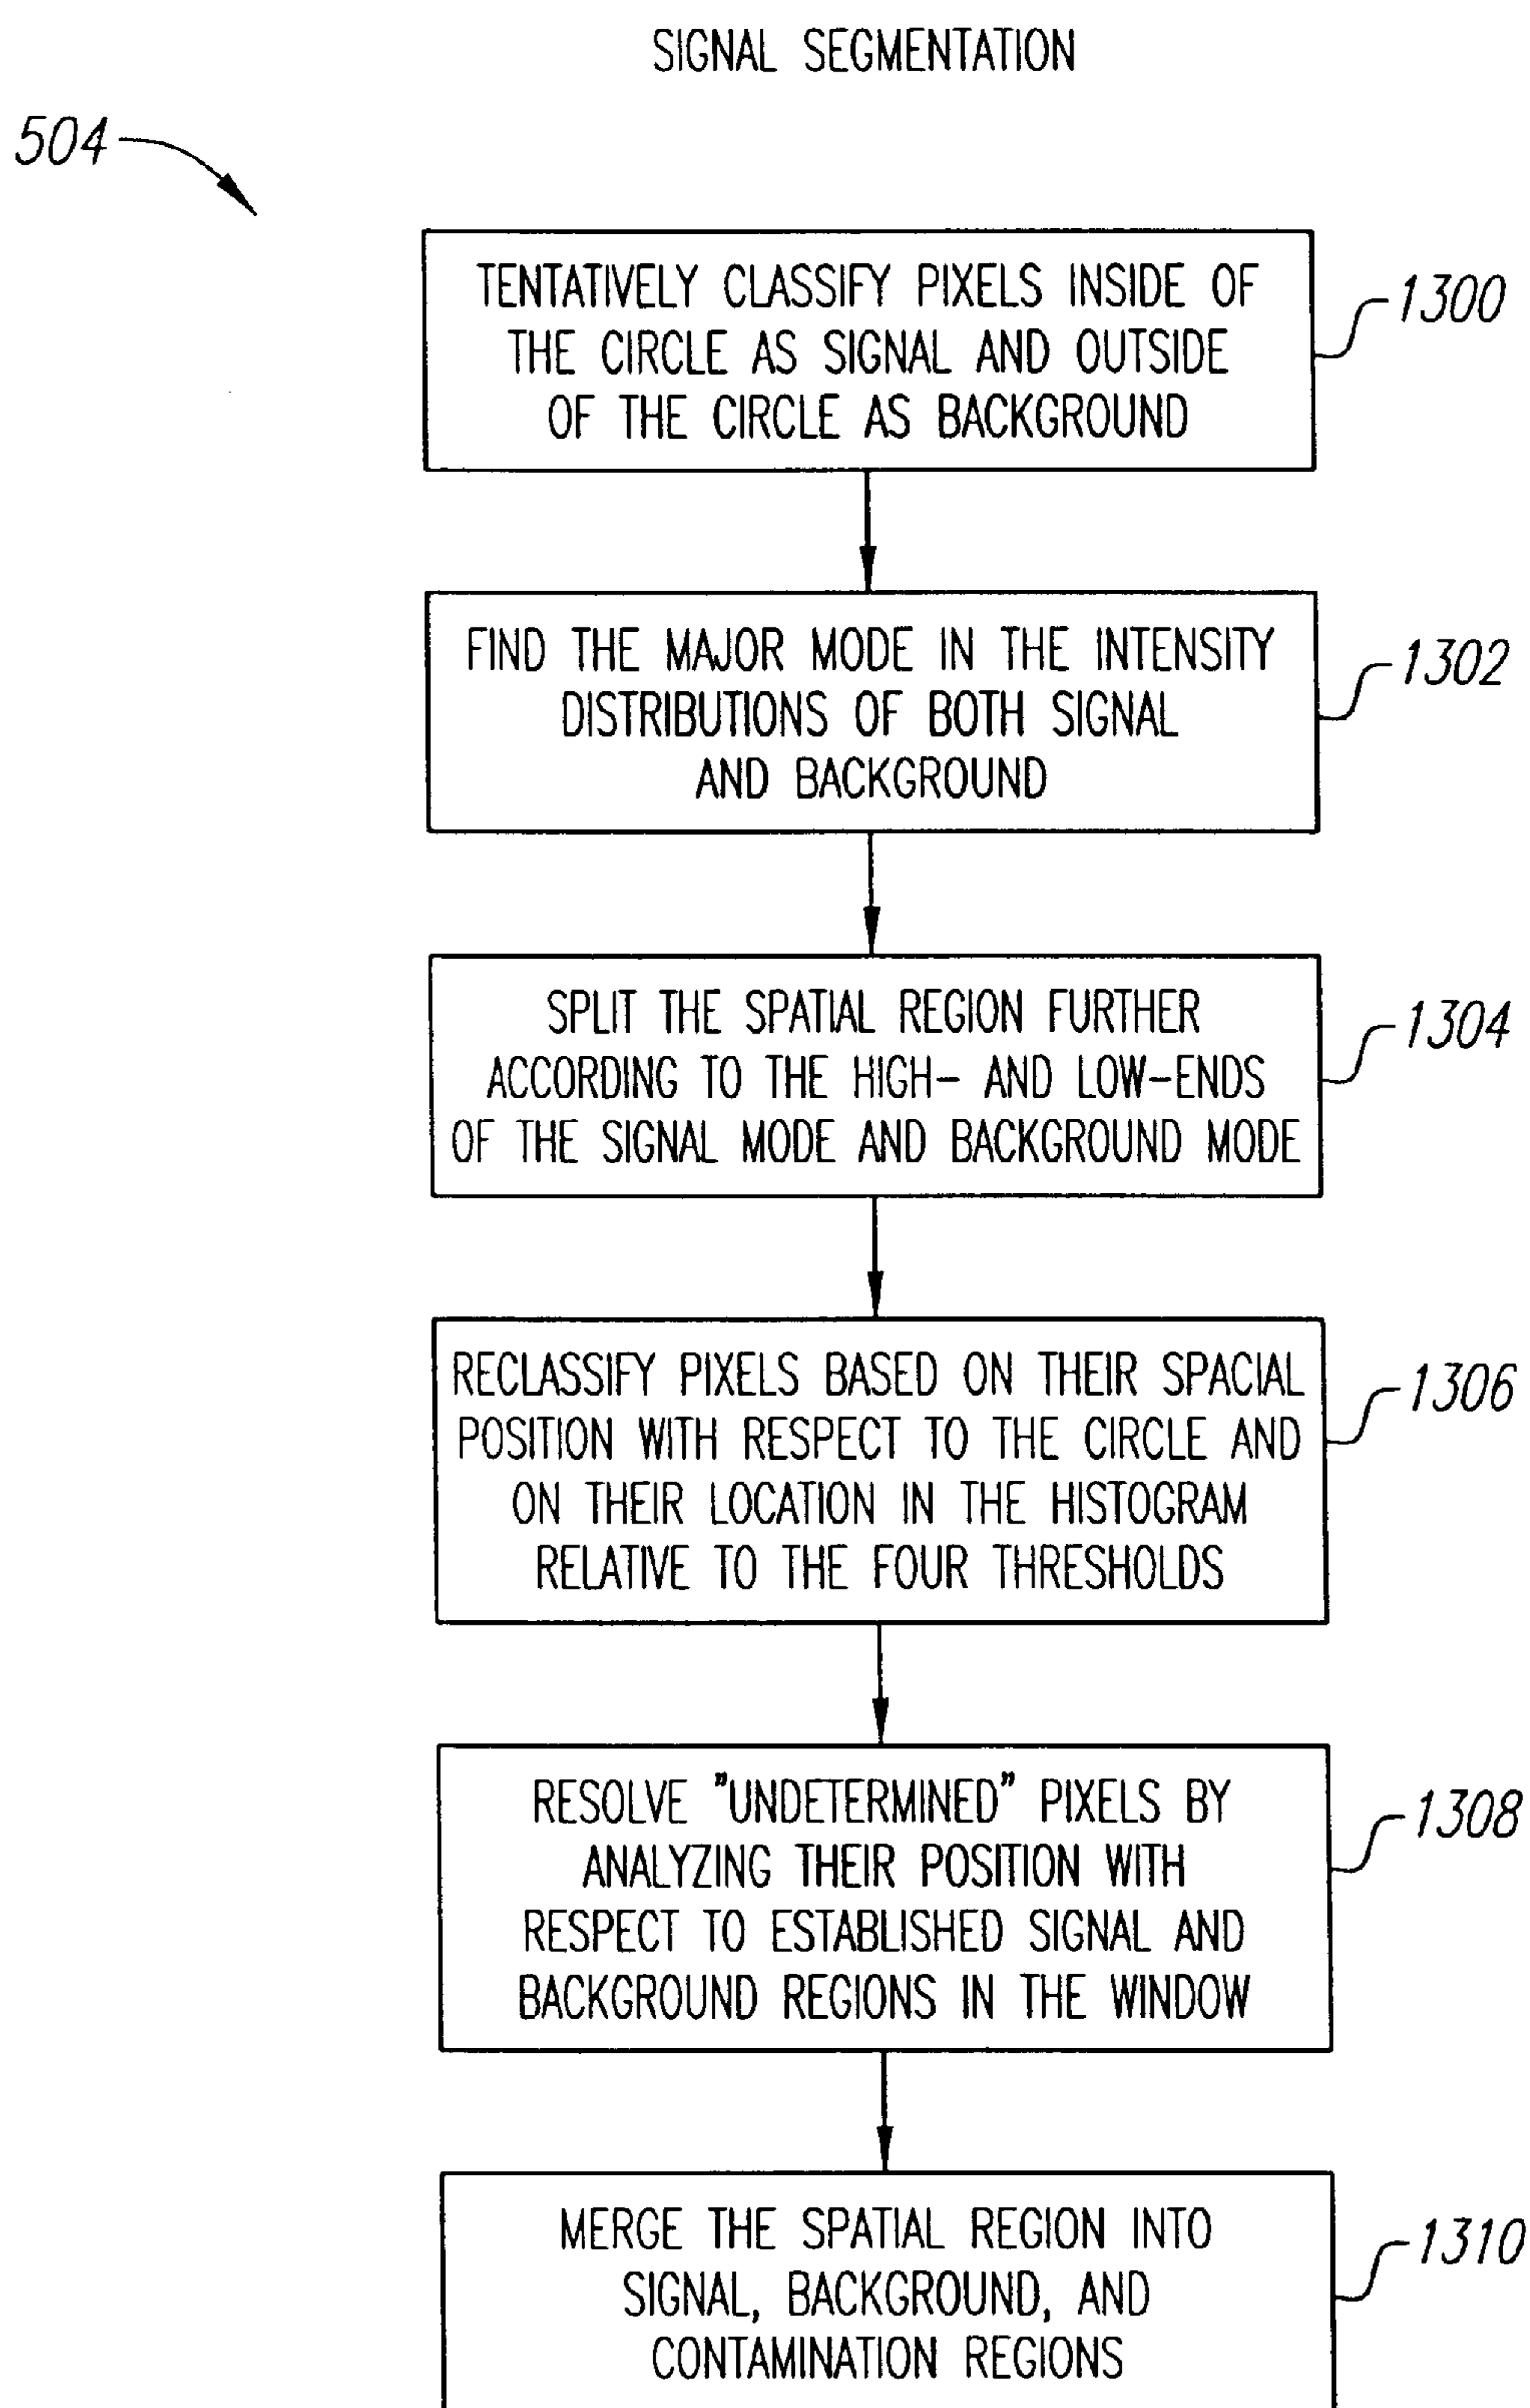 SIGNAL SEGMENTATION
504
TENTATIVELY CLASSIFY PIXELS INSIDE OF
THE CIRCLE AS SIGNAL AND OUTSIDE
OF THE CIRCLE AS BACKGROUND
1300
FIND THE MAJOR MODE IN THE INTENSITY
DISTRIBUTIONS OF BOTH SIGNAL
AND BACKGROUND
1302
SPLIT THE SPATIAL REGION FURTHER
ACCORDING TO THE HIGH- AND LOW-ENDS
OF THE SIGNAL MODE AND BACKGROUND MODE
1304
RECLASSIFY PIXELS BASED ON THEIR SPACIAL
POSITION WITH RESPECT TO THE CIRCLE AND
ON THEIR LOCATION IN THE HISTOGRAM
RELATIVE TO THE FOUR THRESHOLDS
1306
RESOLVE "UNDETERMINED" PIXELS BY
ANALYZING THEIR POSITION WITH
RESPECT TO ESTABLISHED SIGNAL AND
BACKGROUND REGIONS IN THE WINDOW
1308
MERGE THE SPATIAL REGION INTO
SIGNAL, BACKGROUND, AND
CONTAMINATION REGIONS
1310